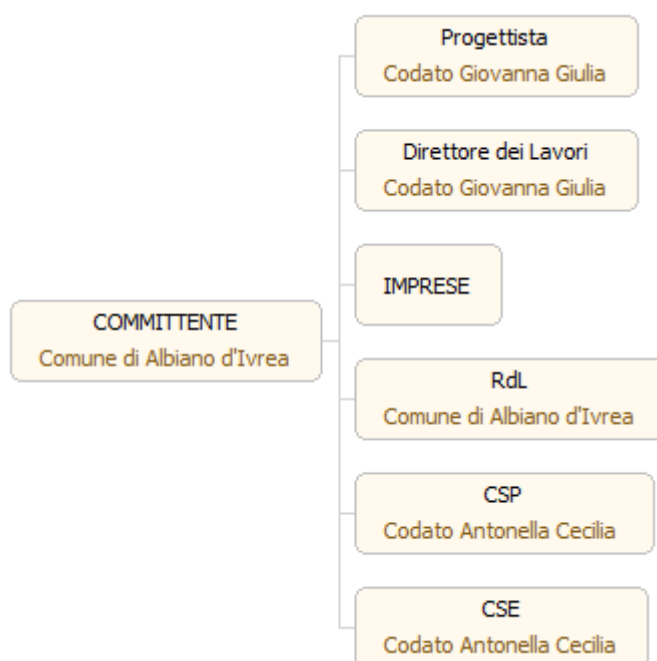 Progettista
Codato Giovanna Giulia
Direttore dei Lavori
Codato Giovanna Giulia
IMPRESE
COMMITTENTE
Comune di Albiano d'Ivrea
RdL
Comune di Albiano d'Ivrea
CSP
Codato Antonella Cecilia
CSE
Codato Antonella Cecilia